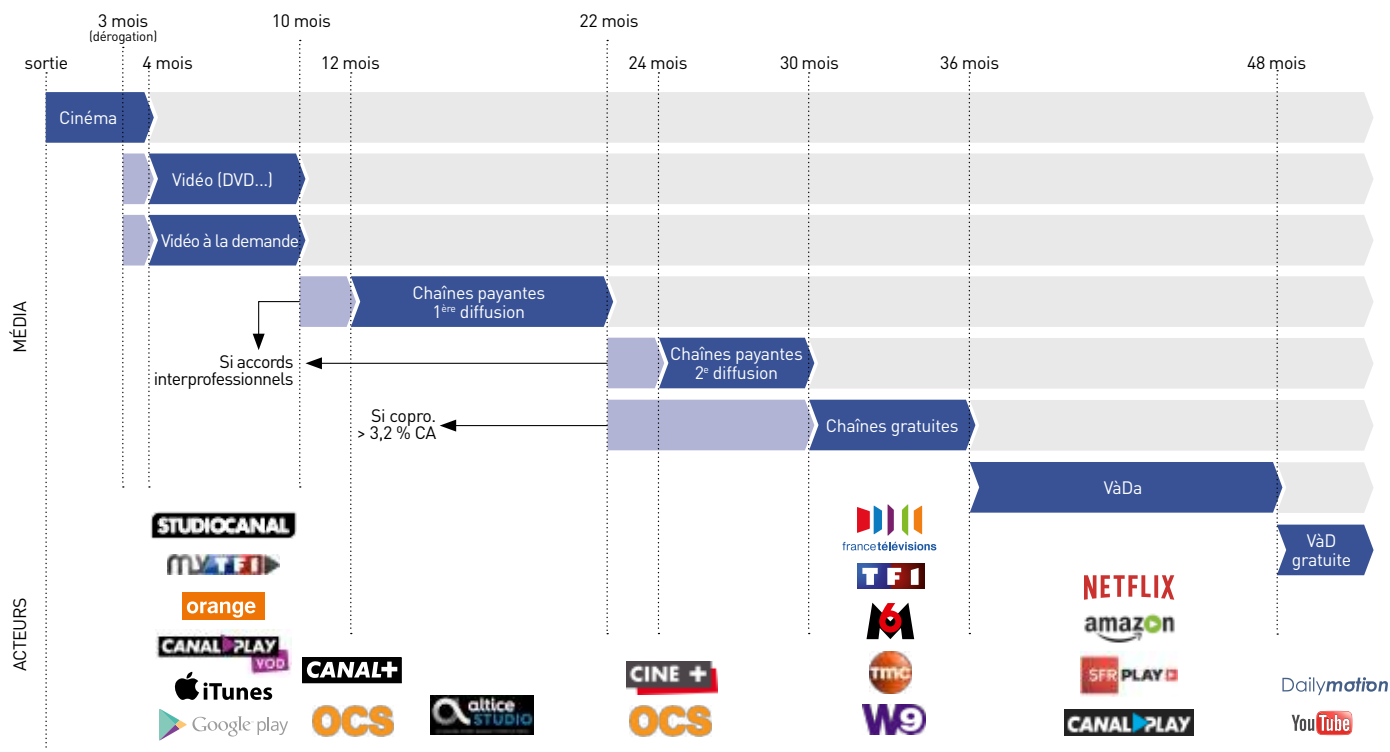 3 mois
(dérogation)
10 mois
22 mois
sortie
4 mois
12 mois
24 mois
30 mois
36 mois
48 mois
Cinéma
Vidéo (DVD...)
Vidéo à la demande
MÉDIA
Chaînes payantes
1ère diffusion
Si accords
interprofessionnels
Chaînes payantes
2e diffusion
Si copro.
> 3,2 % CA
Chaînes gratuites
VàDa
VàD
gratuite
ACTEURS
STUDIOCANAL
MYTF1
orange
CANAL PLAY
VOD
iTunes
Google play
CANAL+
OCS
altice
STUDIO
CINE +
OCS
francetélévisions
TF1
M6
TMC
W9
NETFLIX
amazon
SFR PLAY
CANAL PLAY
Dailymotion
YouTube